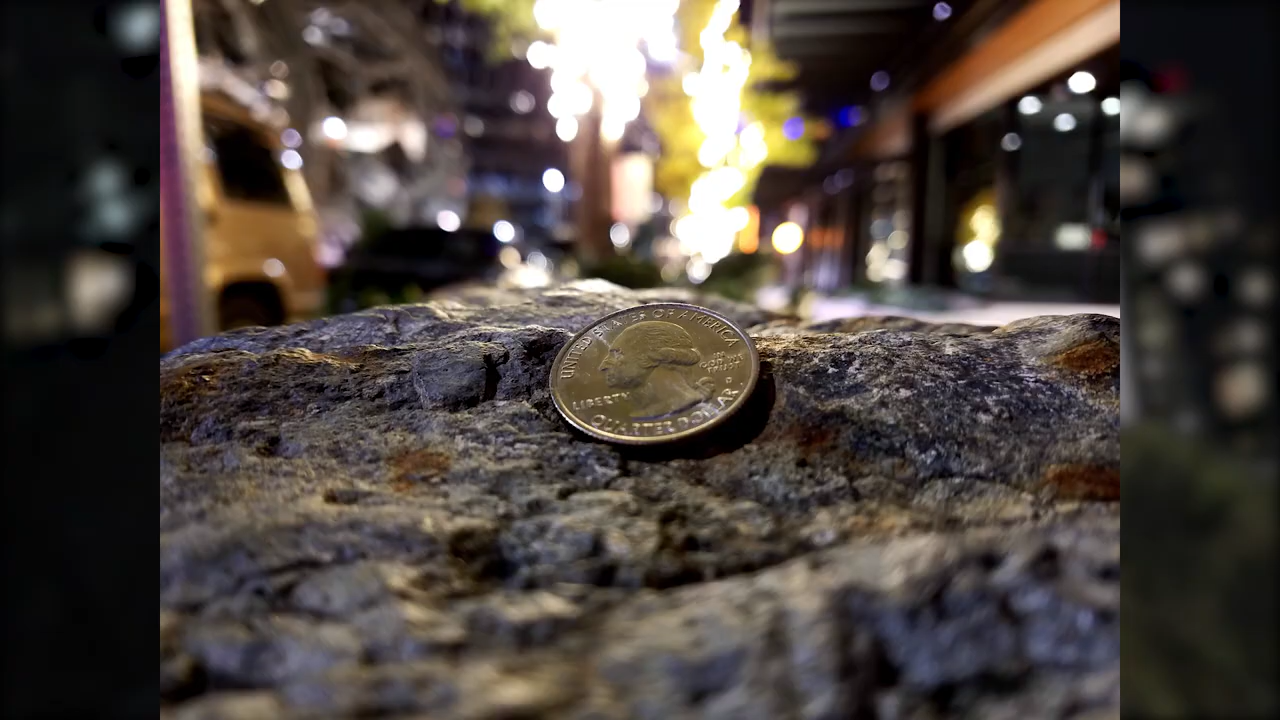 UNITED STATES OF AMERICA
LIBERTY
IN
GOD WE
TRUST
QUARTER DOLLAR